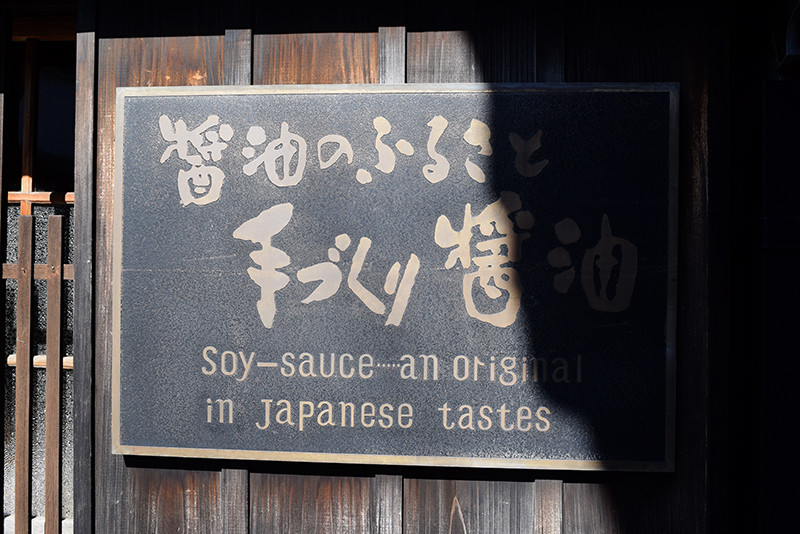 醤油のふるさと
手づくり醤油
Soy-sauce.....an original
in Japanese tastes